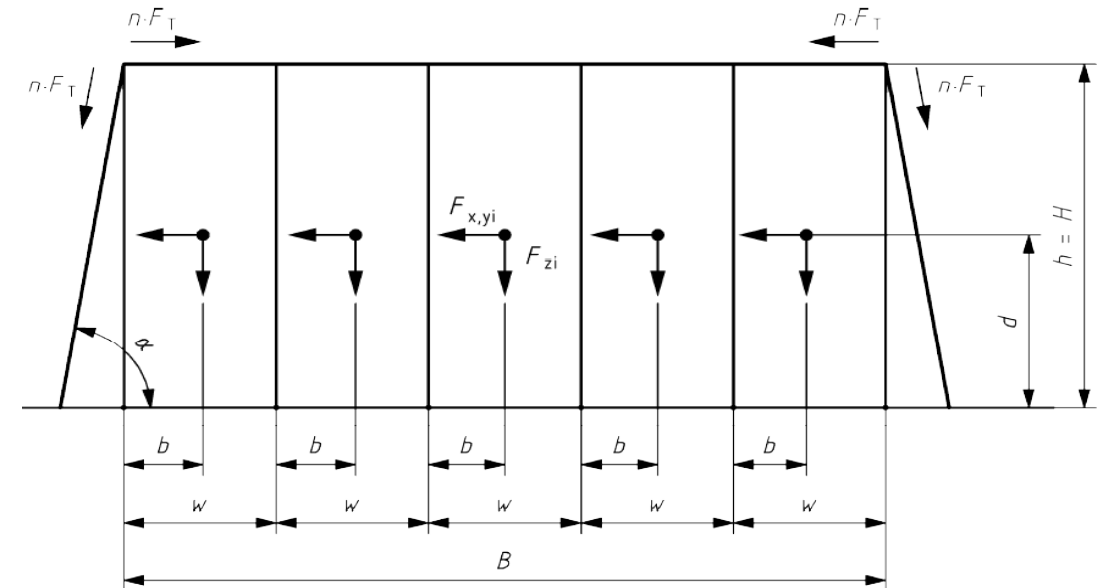 n·F_T n·F_T
n·F_T n·F_T
F_x,yi
F_zi
h = H
d
α
b b b b b
w w w w w
B